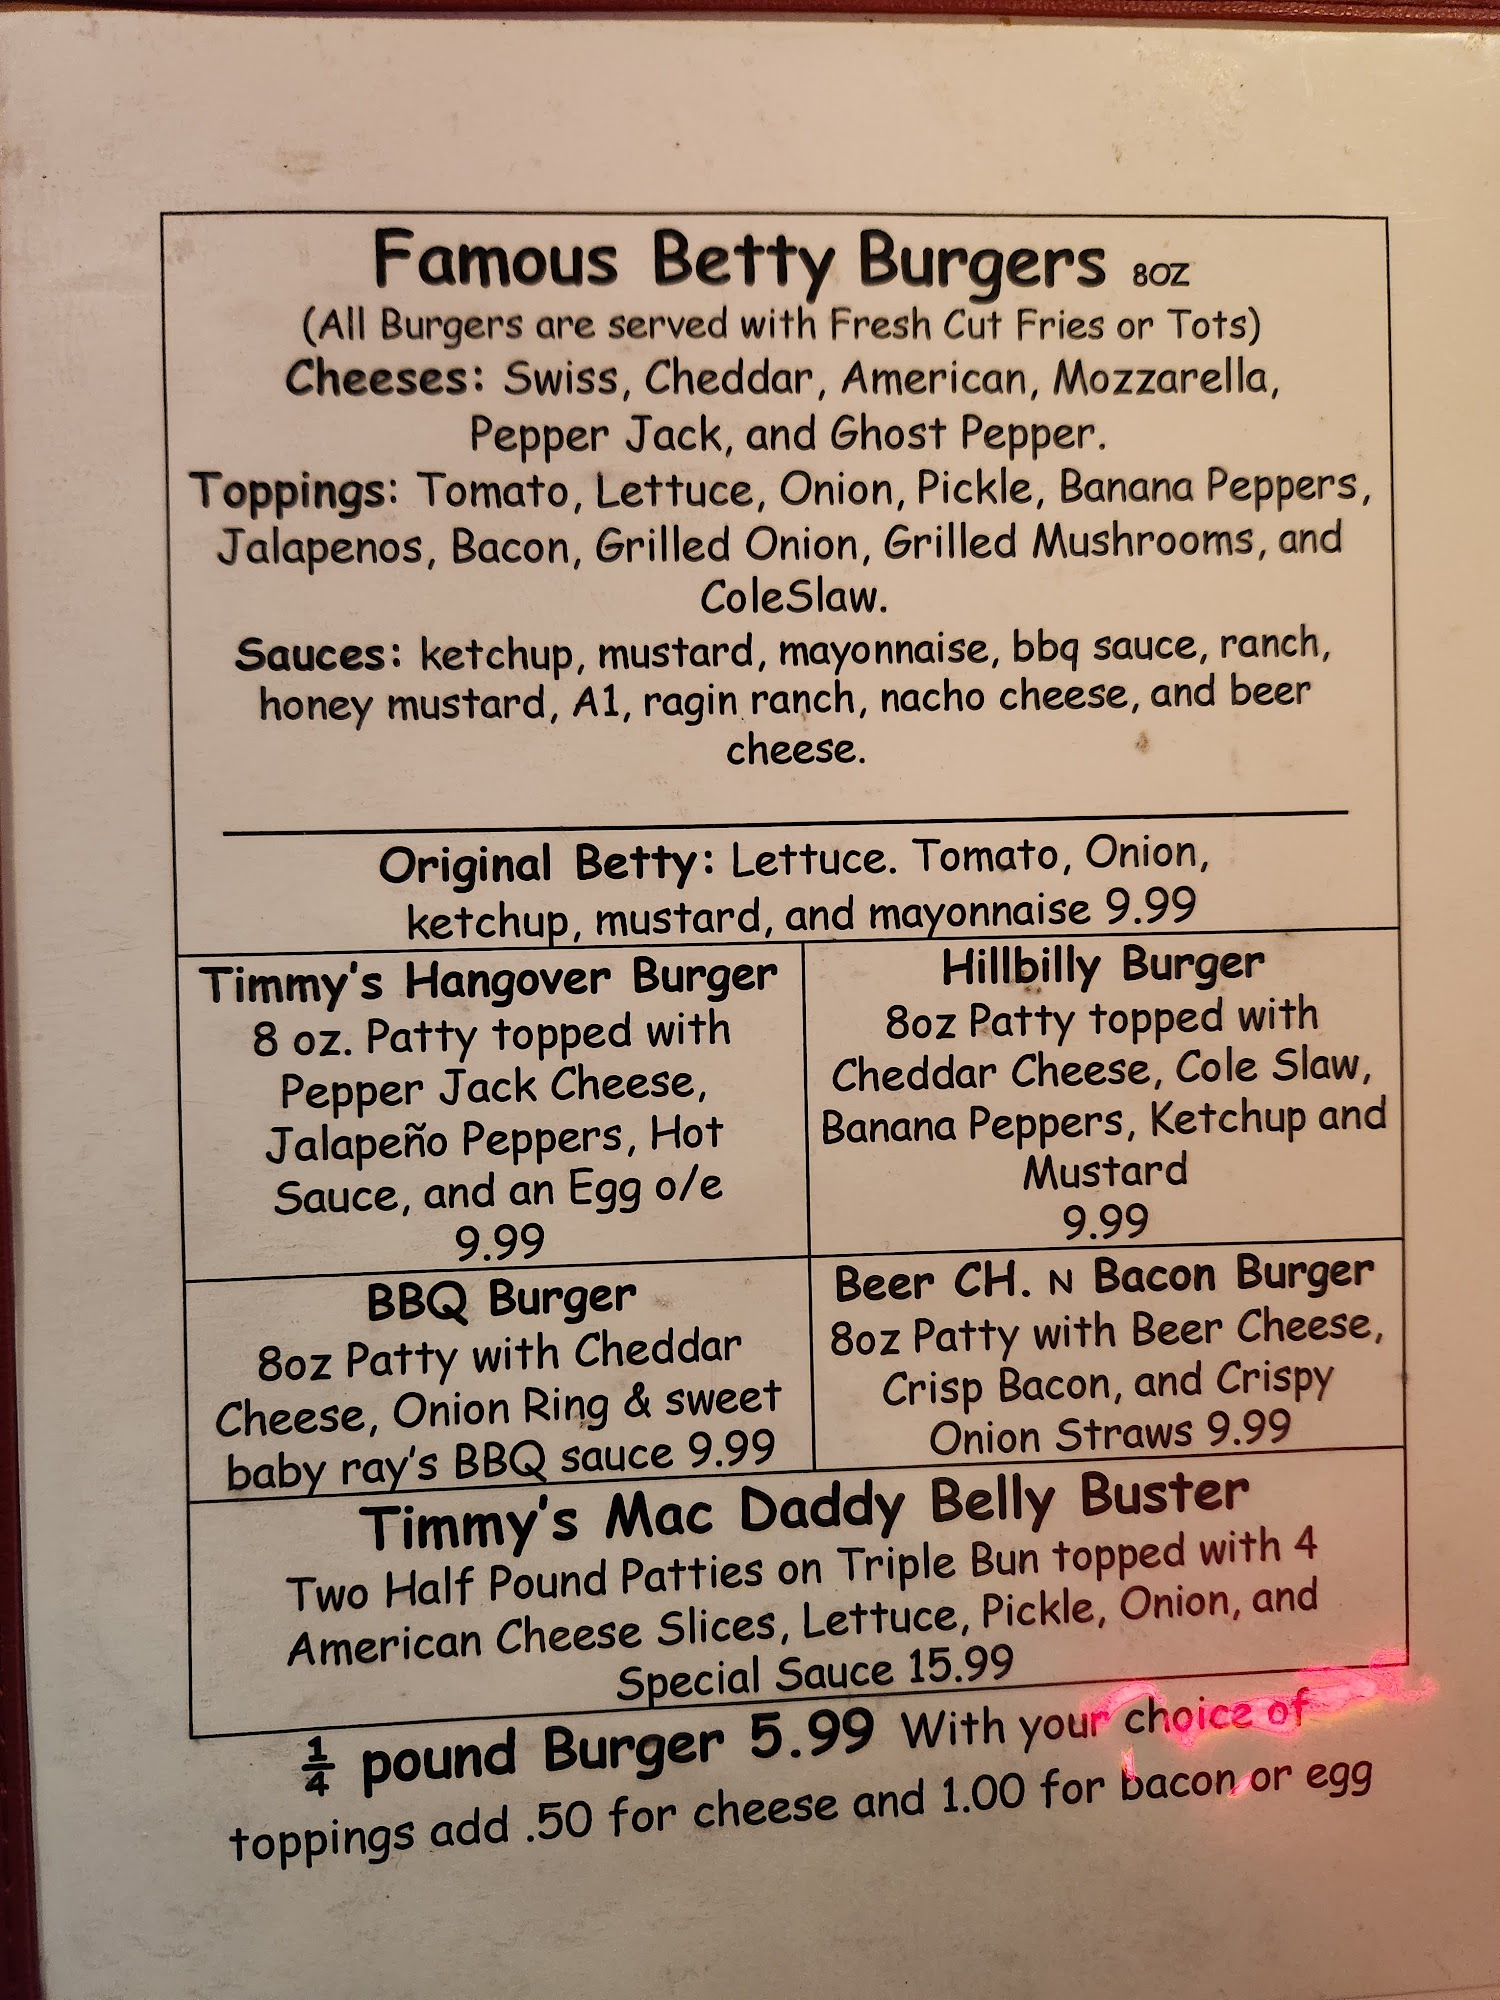 Famous Betty Burgers 8OZ
(All Burgers are served with Fresh Cut Fries or Tots)
Cheeses: Swiss, Cheddar, American, Mozzarella,
Pepper Jack, and Ghost Pepper.
Toppings: Tomato, Lettuce, Onion, Pickle, Banana Peppers,
Jalapenos, Bacon, Grilled Onion, Grilled Mushrooms, and
ColeSlaw.
Sauces: ketchup, mustard, mayonnaise, bbq sauce, ranch,
honey mustard, A1, ragin ranch, nacho cheese, and beer
cheese.
Original Betty: Lettuce. Tomato, Onion,
ketchup, mustard, and mayonnaise 9.99
Timmy's Hangover Burger
8 oz. Patty topped with
Pepper Jack Cheese,
Jalapeño Peppers, Hot
Sauce, and an Egg o/e
9.99
Hillbilly Burger
8oz Patty topped with
Cheddar Cheese, Cole Slaw,
Banana Peppers, Ketchup and
Mustard
9.99
BBQ Burger
8oz Patty with Cheddar
Cheese, Onion Ring & sweet
baby ray's BBQ sauce 9.99
Beer CH. N Bacon Burger
8oz Patty with Beer Cheese,
Crisp Bacon, and Crispy
Onion Straws 9.99
Timmy's Mac Daddy Belly Buster
Two Half Pound Patties on Triple Bun topped with 4
American Cheese Slices, Lettuce, Pickle, Onion, and
Special Sauce 15.99
¼ pound Burger 5.99 With your choice of
toppings add .50 for cheese and 1.00 for bacon or egg